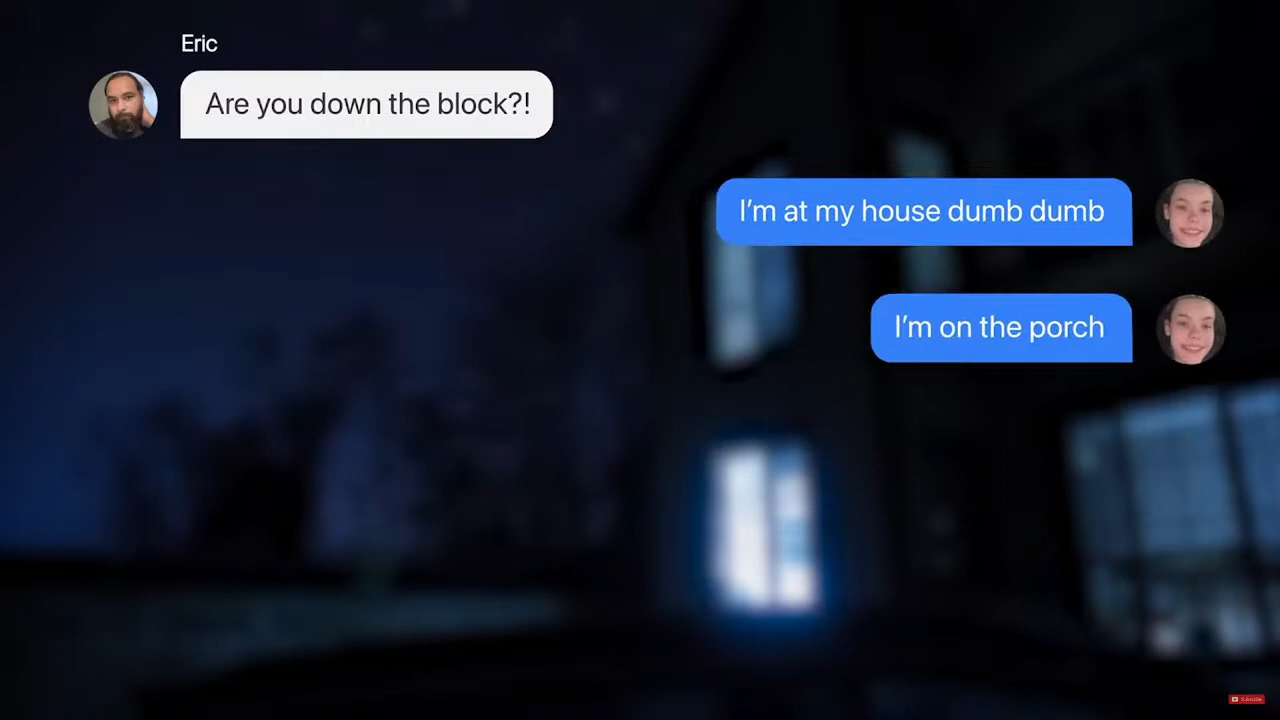 Eric
Are you down the block?!
I'm at my house dumb dumb
I'm on the porch